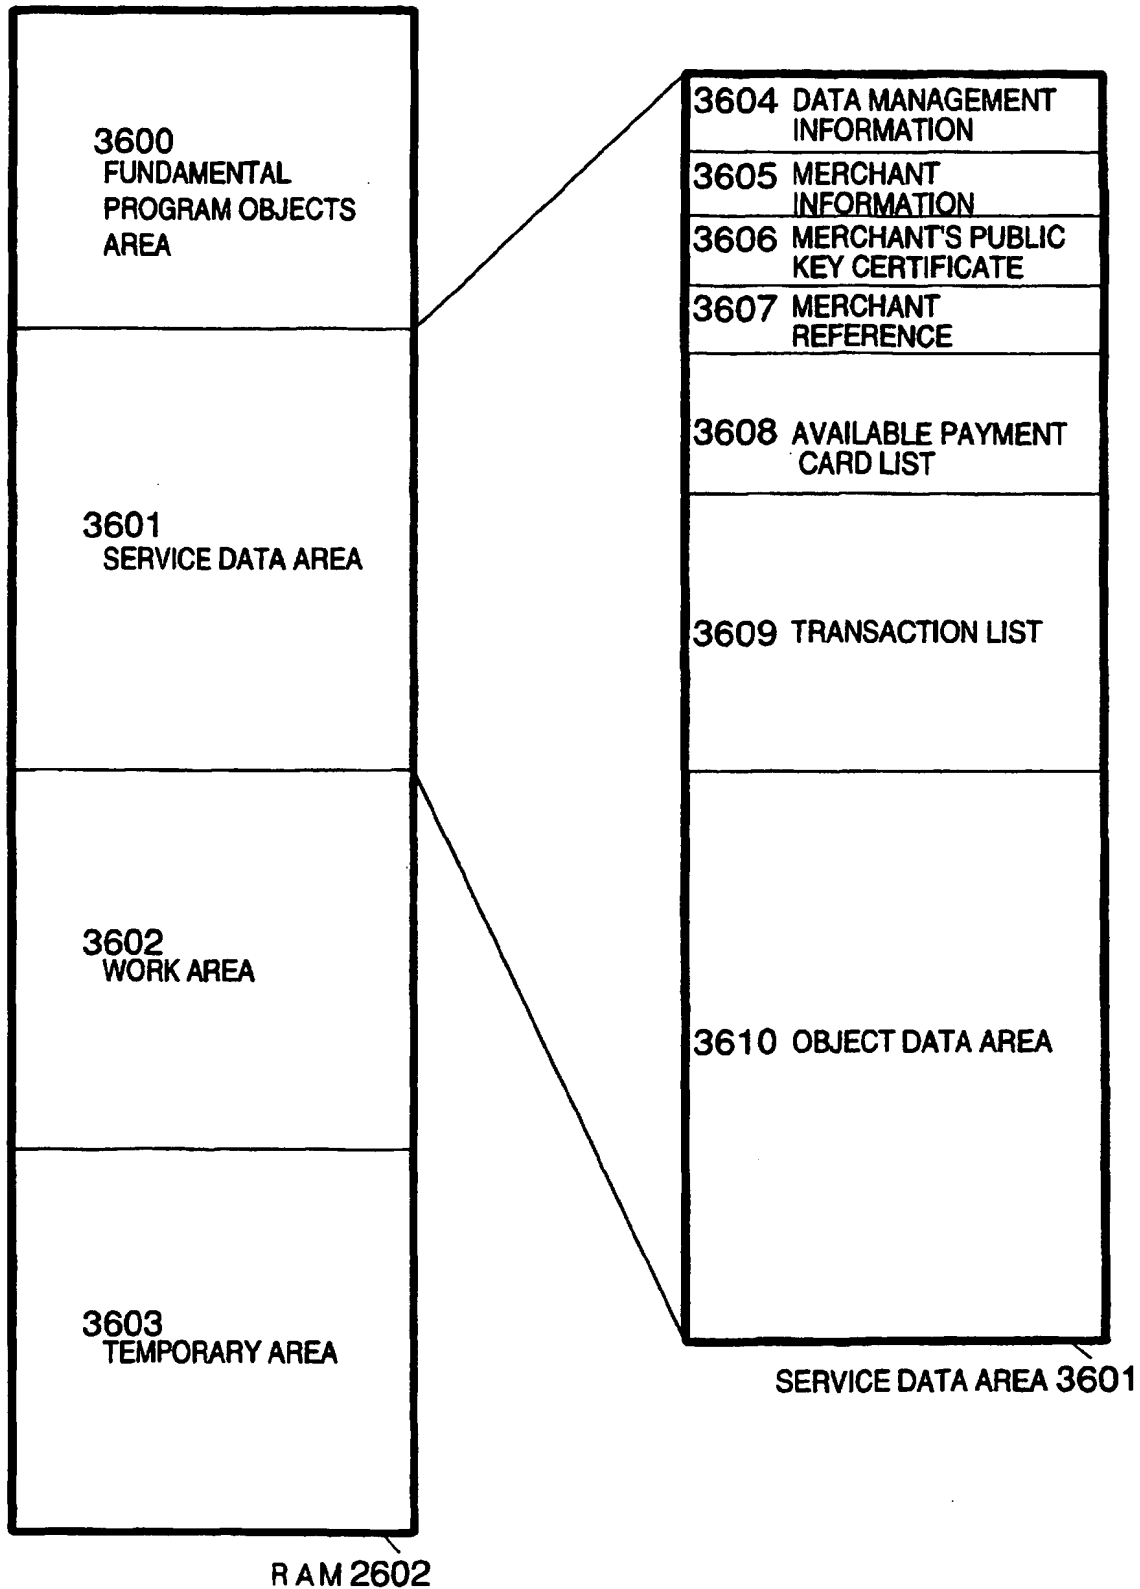 3600
FUNDAMENTAL
PROGRAM OBJECTS
AREA
3601
SERVICE DATA AREA
3602
WORK AREA
3603
TEMPORARY AREA
RAM 2602
3604 DATA MANAGEMENT
INFORMATION
3605 MERCHANT
INFORMATION
3606 MERCHANT'S PUBLIC
KEY CERTIFICATE
3607 MERCHANT
REFERENCE
3608 AVAILABLE PAYMENT
CARD LIST
3609 TRANSACTION LIST
3610 OBJECT DATA AREA
SERVICE DATA AREA 3601